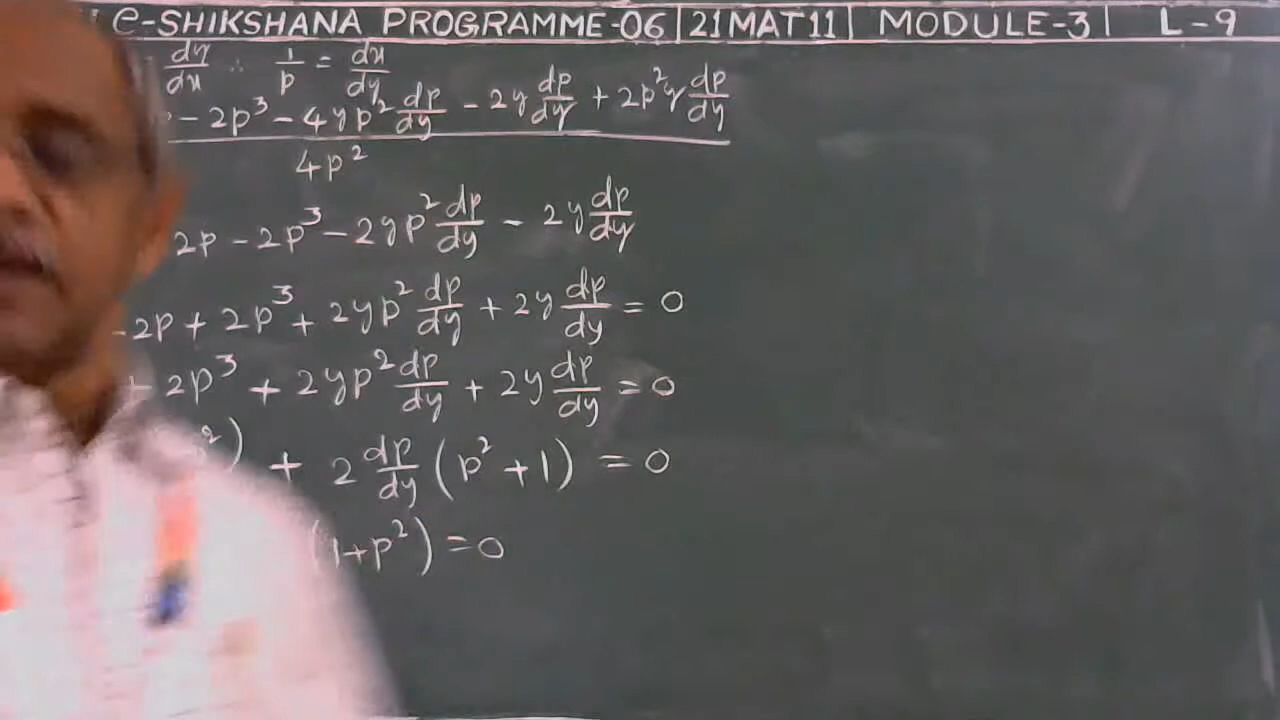 e-SHIKSHANA PROGRAMME-06 | 21MAT11 | MODULE-3 | L-9
dy/dx ∴ 1/p = dx/dy
- 2p³ - 4yp² dp/dy - 2y dp/dy + 2p²y dp/dy
4p²
2p - 2p³ - 2yp² dp/dy - 2y dp/dy
-2p + 2p³ + 2yp² dp/dy + 2y dp/dy = 0
+ 2p³ + 2yp² dp/dy + 2y dp/dy = 0
²) + 2 dp/dy (p² + 1) = 0
(1+p²) = 0